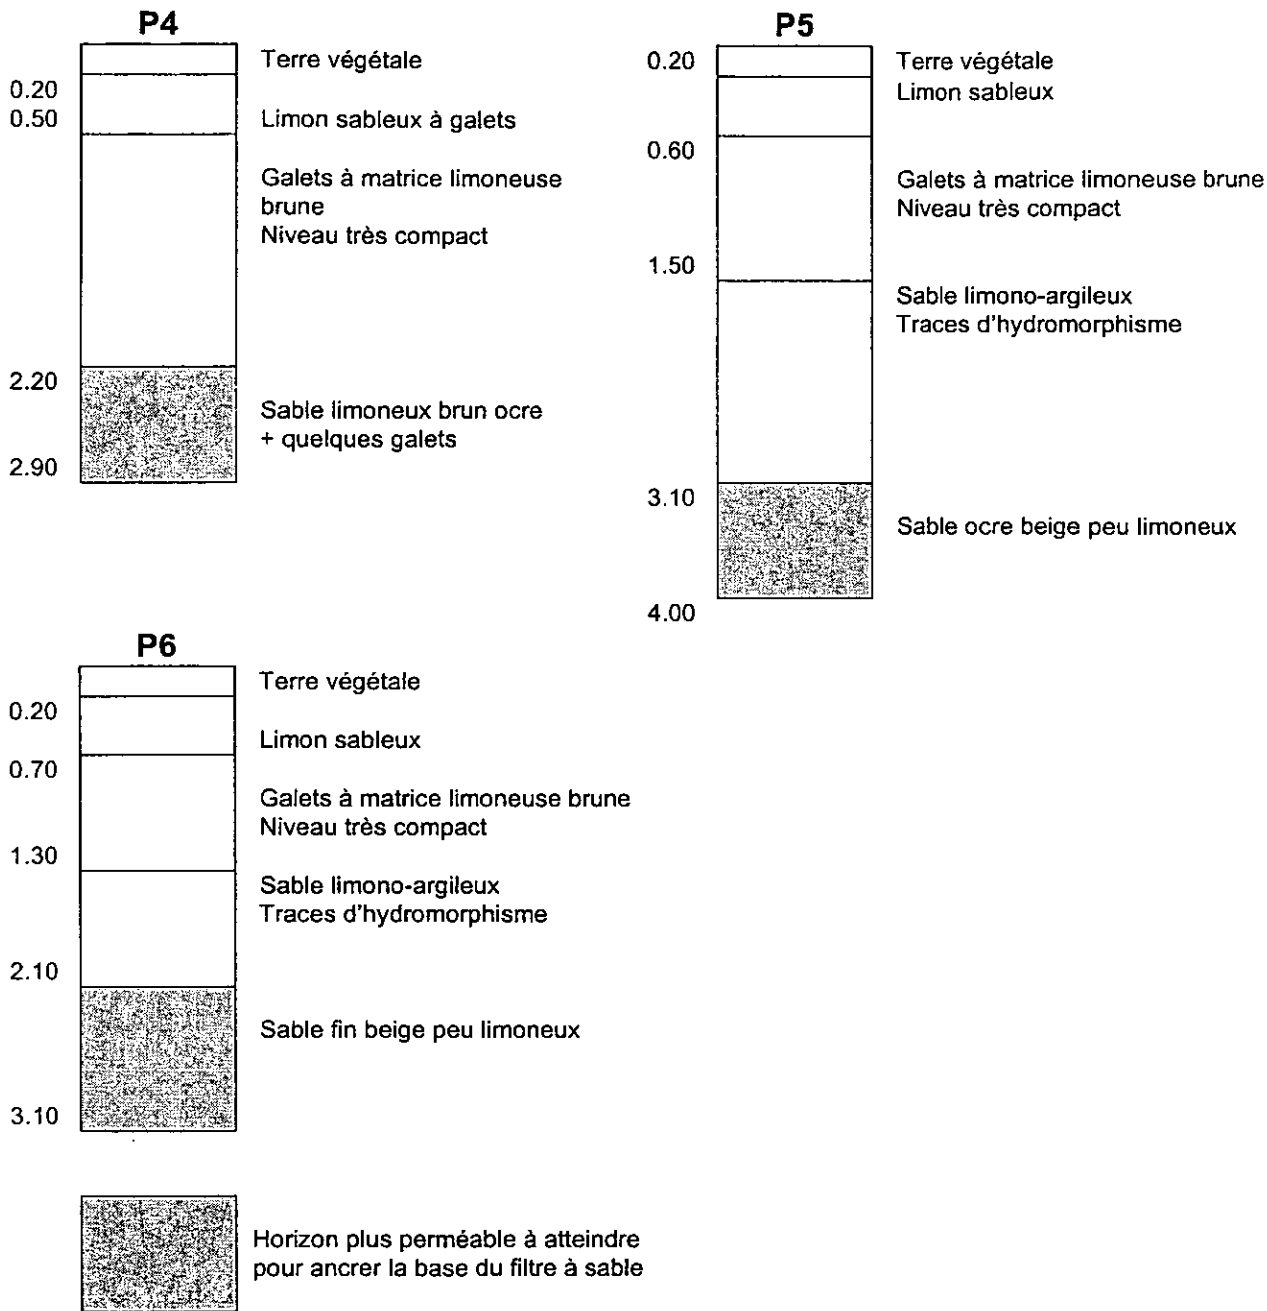 P4
Terre végétale
0.20
0.50
Limon sableux à galets
Galets à matrice limoneuse
brune
Niveau très compact
2.20
Sable limoneux brun ocre
+ quelques galets
2.90
P5
0.20
Terre végétale
Limon sableux
0.60
Galets à matrice limoneuse brune
Niveau très compact
1.50
Sable limono-argileux
Traces d'hydromorphisme
3.10
Sable ocre beige peu limoneux
4.00
P6
Terre végétale
0.20
Limon sableux
0.70
Galets à matrice limoneuse brune
Niveau très compact
1.30
Sable limono-argileux
Traces d'hydromorphisme
2.10
Sable fin beige peu limoneux
3.10
Horizon plus perméable à atteindre
pour ancrer la base du filtre à sable